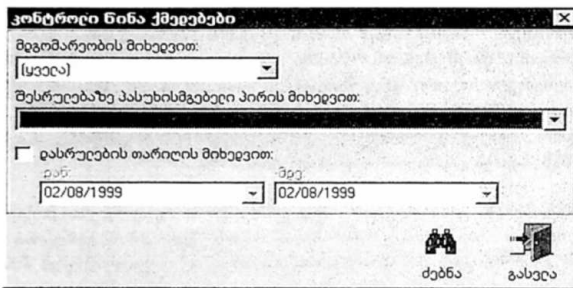 კონტროლი წინა ქმედებები
მდგომარეობის მიხედვით:
(ყველა)
შესრულებაზე პასუხისმგებელი პირის მიხედვით:
დასრულების თარიღის მიხედვით:
დან: მდე:
02/08/1999 02/08/1999
ძებნა გასვლა